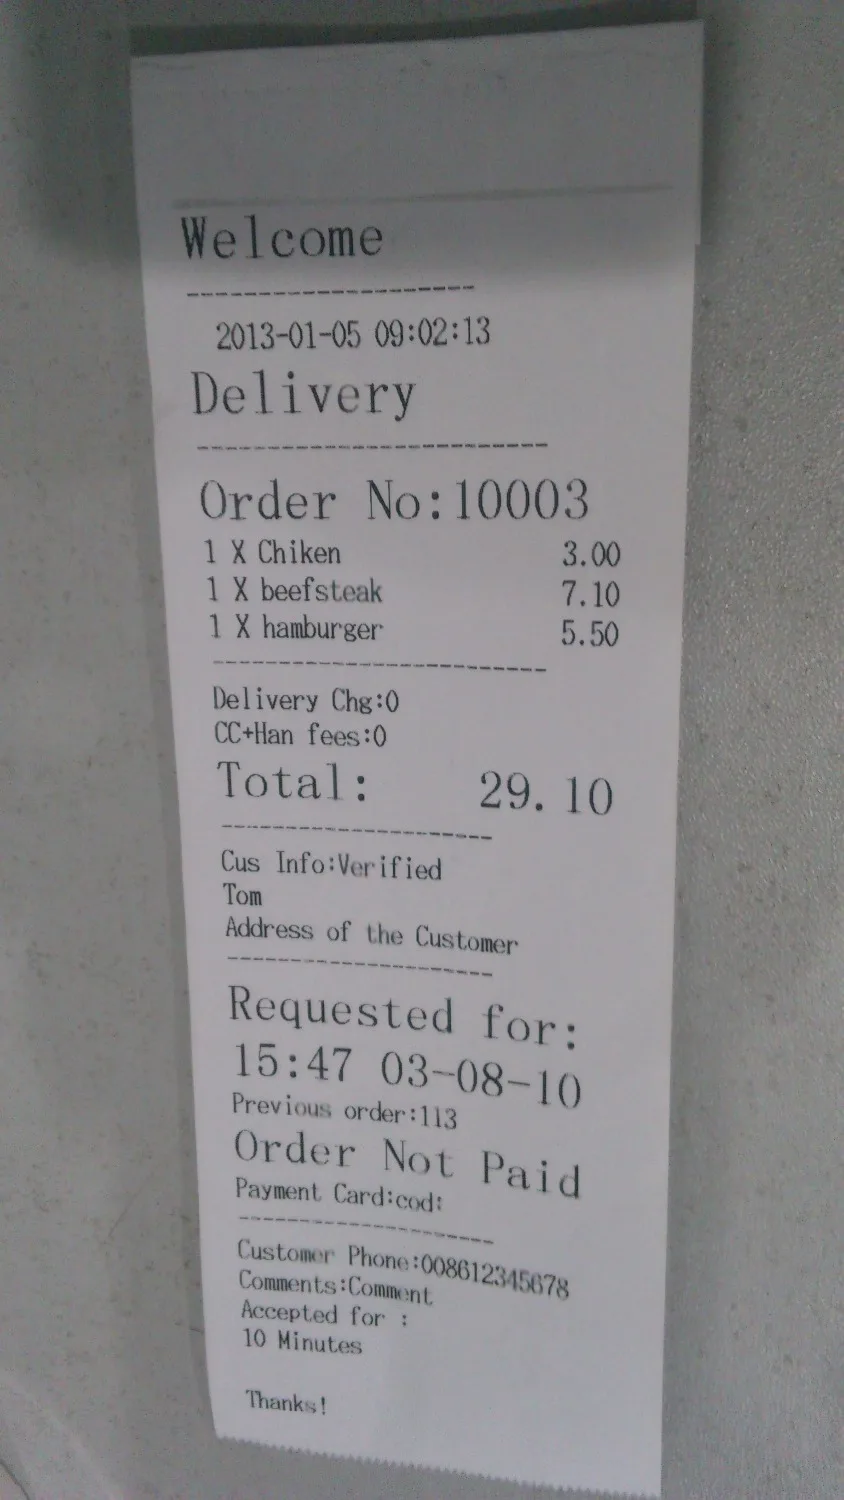 Welcome
--------------------
2013-01-05 09:02:13
Delivery
------------------------
Order No:10003
1 X Chiken 3.00
1 X beefsteak 7.10
1 X hamburger 5.50
------------------------
Delivery Chg:0
CC+Han fees:0
Total: 29.10
--------------------
Cus Info:Verified
Tom
Address of the Customer
--------------------
Requested for:
15:47 03-08-10
Previous order:113
Order Not Paid
Payment Card:cod:
--------------------
Customer Phone:008612345678
Comments:Comment
Accepted for :
10 Minutes
Thanks!